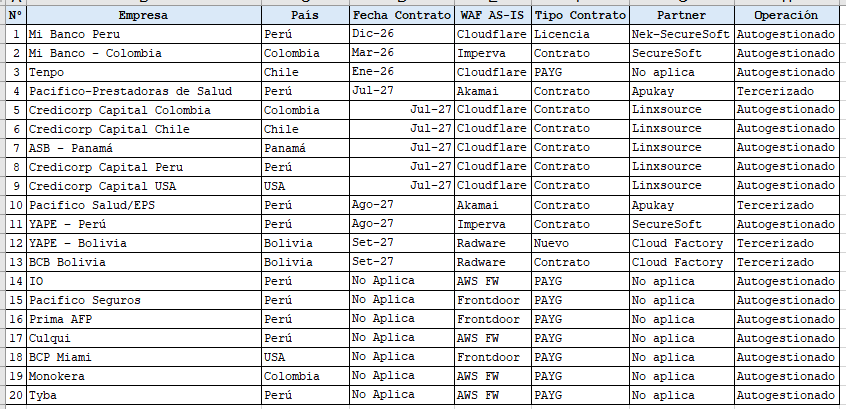 N° Empresa País Fecha Contrato WAF AS-IS Tipo Contrato Partner Operación
1 Mi Banco Peru Perú Dic-26 Cloudflare Licencia Nek-SecureSoft Autogestionado
2 Mi Banco - Colombia Colombia Mar-26 Imperva Contrato SecureSoft Autogestionado
3 Tenpo Chile Ene-26 Cloudflare PAYG No aplica Autogestionado
4 Pacifico-Prestadoras de Salud Perú Jul-27 Akamai Contrato Apukay Tercerizado
5 Credicorp Capital Colombia Colombia Jul-27 Cloudflare Contrato Linxsource Autogestionado
6 Credicorp Capital Chile Chile Jul-27 Cloudflare Contrato Linxsource Autogestionado
7 ASB - Panamá Panamá Jul-27 Cloudflare Contrato Linxsource Autogestionado
8 Credicorp Capital Peru Perú Jul-27 Cloudflare Contrato Linxsource Autogestionado
9 Credicorp Capital USA USA Jul-27 Cloudflare Contrato Linxsource Autogestionado
10 Pacifico Salud/EPS Perú Ago-27 Akamai Contrato Apukay Tercerizado
11 YAPE - Perú Perú Ago-27 Imperva Contrato SecureSoft Autogestionado
12 YAPE - Bolivia Bolivia Set-27 Radware Nuevo Cloud Factory Tercerizado
13 BCB Bolivia Bolivia Set-27 Radware Contrato Cloud Factory Tercerizado
14 IO Perú No Aplica AWS FW PAYG No aplica Autogestionado
15 Pacifico Seguros Perú No Aplica Frontdoor PAYG No aplica Autogestionado
16 Prima AFP Perú No Aplica Frontdoor PAYG No aplica Autogestionado
17 Culqui Perú No Aplica AWS FW PAYG No aplica Autogestionado
18 BCP Miami USA No Aplica Frontdoor PAYG No aplica Autogestionado
19 Monokera Colombia No Aplica AWS FW PAYG No aplica Autogestionado
20 Tyba Perú No Aplica AWS FW PAYG No aplica Autogestionado